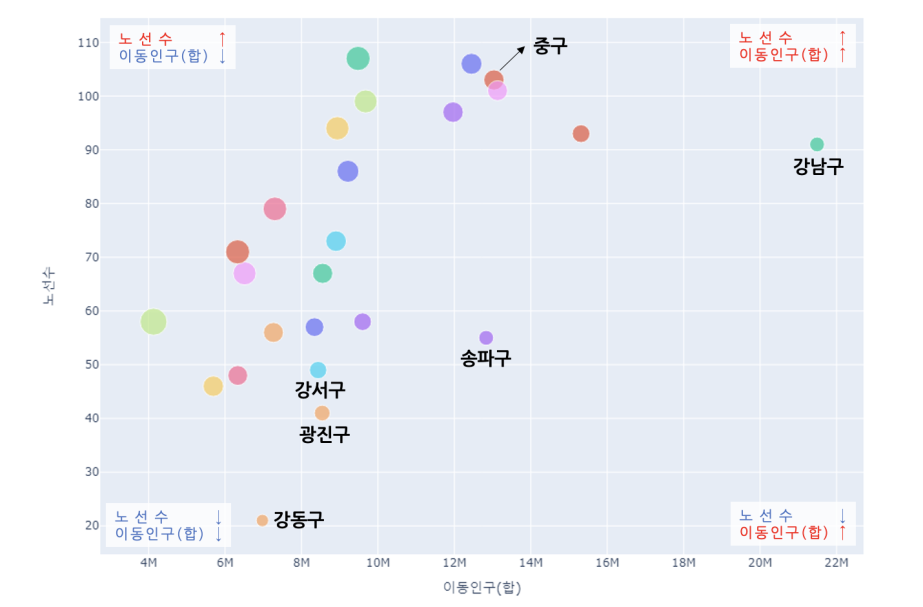 노 선 수 ↑
이동인구(합) ↓
노 선 수 ↑
이동인구(합) ↑
중구
강남구
송파구
강서구
광진구
강동구
노 선 수 ↓
이동인구(합) ↓
노 선 수 ↓
이동인구(합) ↑
노선수
110
100
90
80
70
60
50
40
30
20
4M 6M 8M 10M 12M 14M 16M 18M 20M 22M
이동인구(합)